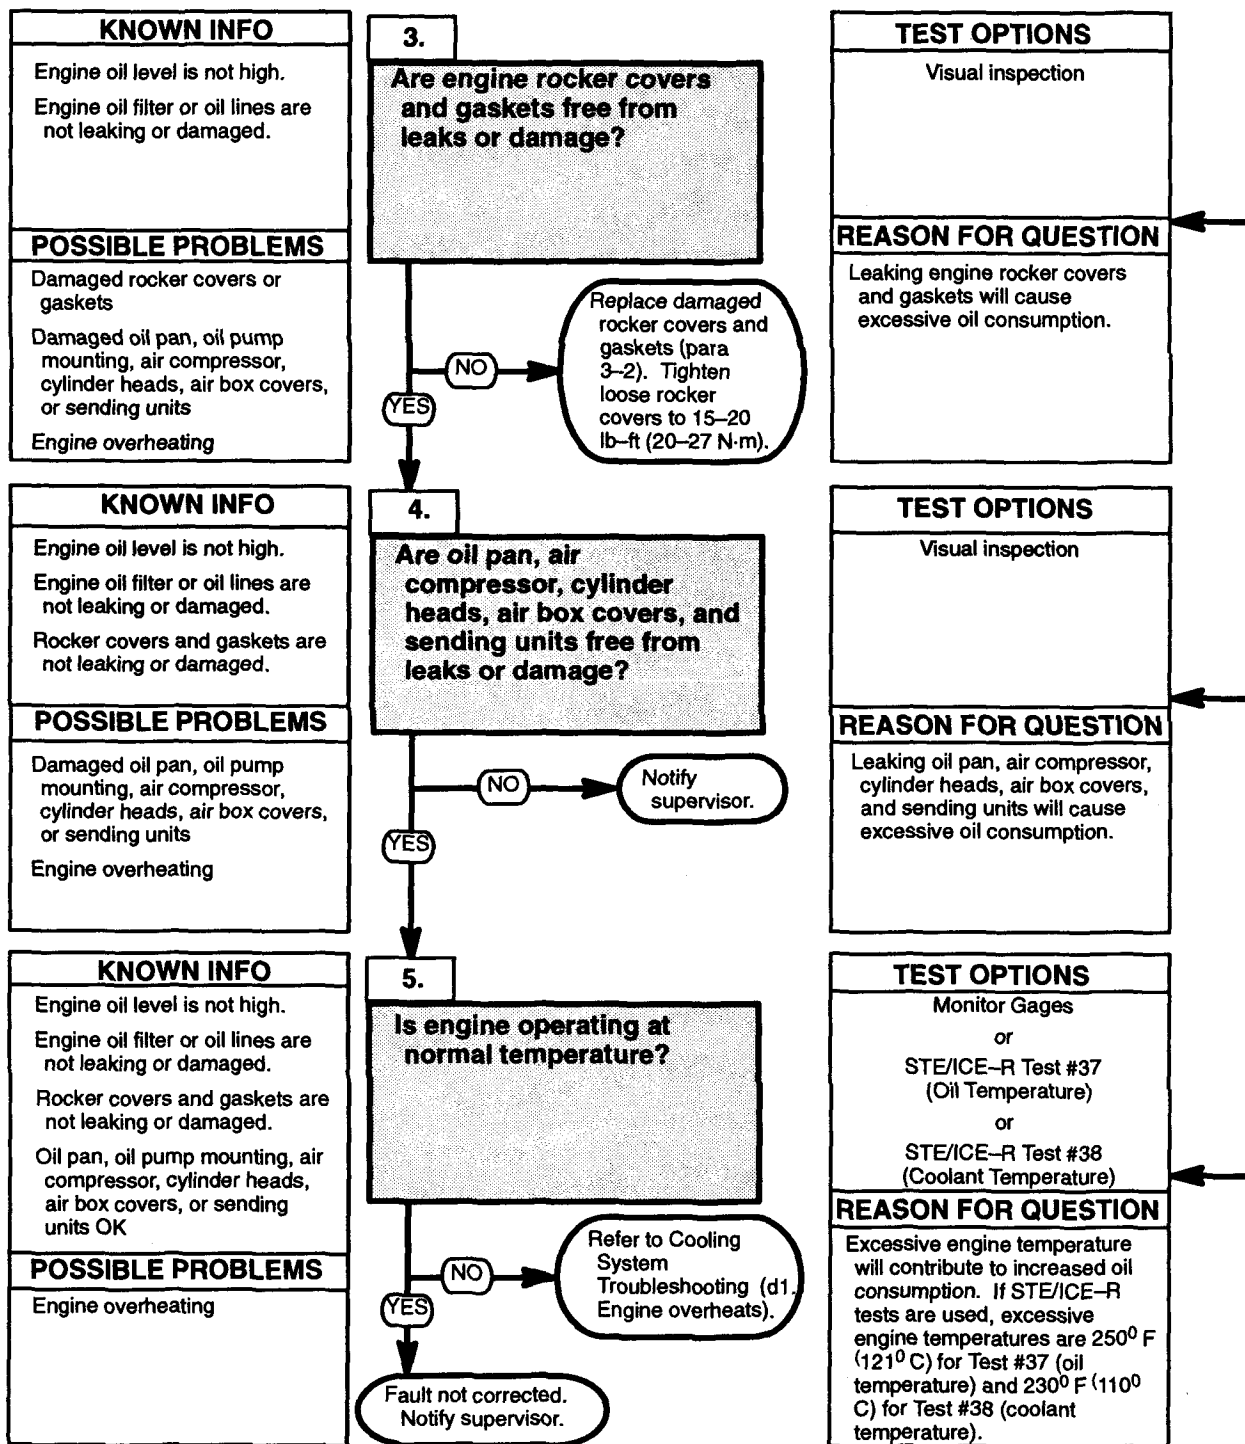 KNOWN INFO
Engine oil level is not high.
Engine oil filter or oil lines are
not leaking or damaged.
POSSIBLE PROBLEMS
Damaged rocker covers or
gaskets
Damaged oil pan, oil pump
mounting, air compressor,
cylinder heads, air box covers,
or sending units
Engine overheating
3.
Are engine rocker covers
and gaskets free from
leaks or damage?
NO
Replace damaged
rocker covers and
gaskets (para
3–2). Tighten
loose rocker
covers to 15–20
lb–ft (20–27 N·m).
YES
TEST OPTIONS
Visual inspection
REASON FOR QUESTION
Leaking engine rocker covers
and gaskets will cause
excessive oil consumption.
KNOWN INFO
Engine oil level is not high.
Engine oil filter or oil lines are
not leaking or damaged.
Rocker covers and gaskets are
not leaking or damaged.
POSSIBLE PROBLEMS
Damaged oil pan, oil pump
mounting, air compressor,
cylinder heads, air box covers,
or sending units
Engine overheating
4.
Are oil pan, air
compressor, cylinder
heads, air box covers, and
sending units free from
leaks or damage?
NO
Notify
supervisor.
YES
TEST OPTIONS
Visual inspection
REASON FOR QUESTION
Leaking oil pan, air compressor,
cylinder heads, air box covers,
and sending units will cause
excessive oil consumption.
KNOWN INFO
Engine oil level is not high.
Engine oil filter or oil lines are
not leaking or damaged.
Rocker covers and gaskets are
not leaking or damaged.
Oil pan, oil pump mounting, air
compressor, cylinder heads,
air box covers, or sending
units OK
POSSIBLE PROBLEMS
Engine overheating
5.
Is engine operating at
normal temperature?
NO
Refer to Cooling
System
Troubleshooting (d1.
Engine overheats).
YES
Fault not corrected.
Notify supervisor.
TEST OPTIONS
Monitor Gages
or
STE/ICE–R Test #37
(Oil Temperature)
or
STE/ICE–R Test #38
(Coolant Temperature)
REASON FOR QUESTION
Excessive engine temperature
will contribute to increased oil
consumption. If STE/ICE–R
tests are used, excessive
engine temperatures are 250⁰ F
(121⁰ C) for Test #37 (oil
temperature) and 230⁰ F (110⁰
C) for Test #38 (coolant
temperature).